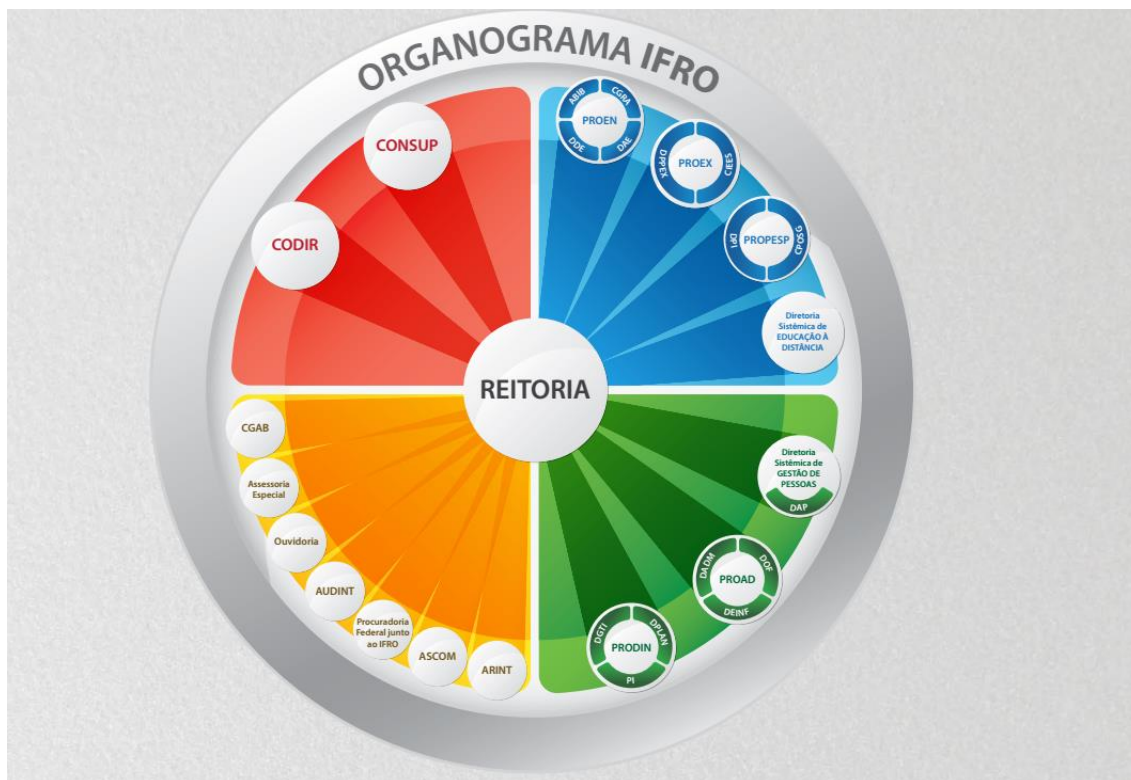 ORGANOGRAMA IFRO
CONSUP
CODIR
ABIB
CGRA
PROEN
DDE
DAE
DPPEX
PROEX
CIEES
DPI
PROPESP
CPOSG
Diretoria
Sistêmica de
EDUCAÇÃO À
DISTÂNCIA
REITORIA
CGAB
Assessoria
Especial
Ouvidoria
AUDINT
Procuradoria
Federal junto
ao IFRO
ASCOM
ARINT
Diretoria
Sistêmica de
GESTÃO DE
PESSOAS
DAP
DADM
DOF
PROAD
DEINF
DGTI
DPLAN
PRODIN
PI